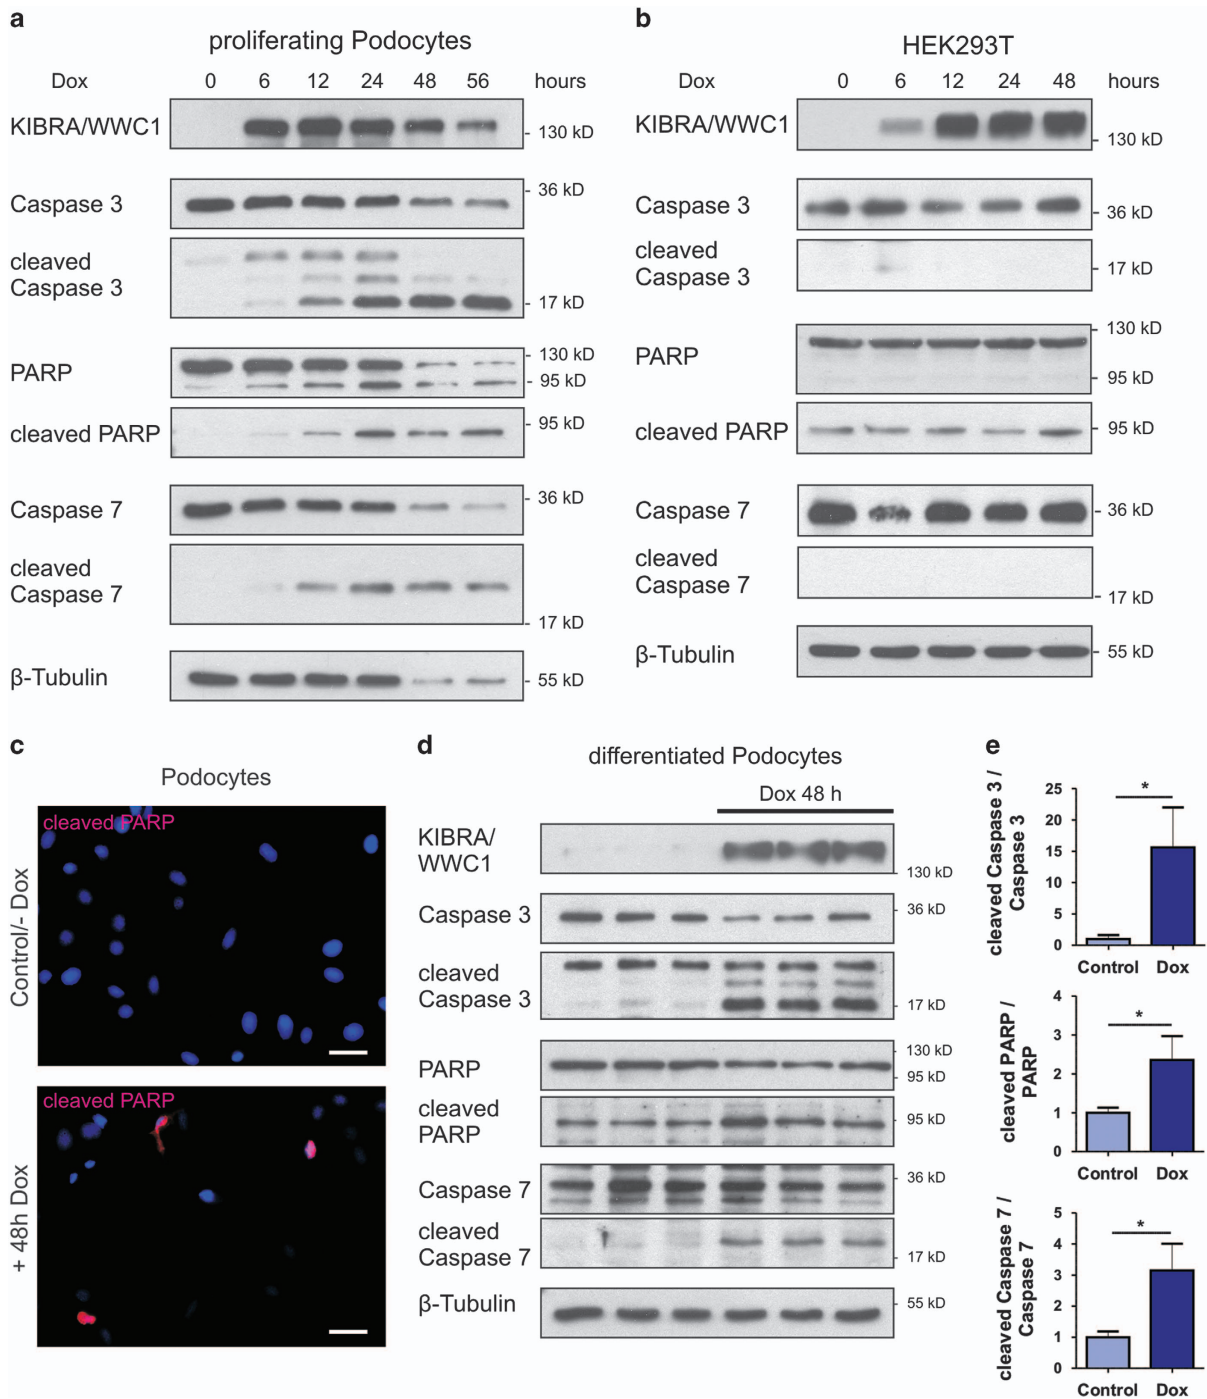 a
proliferating Podocytes
Dox 0 6 12 24 48 56 hours
KIBRA/WWC1
- 130 kD
Caspase 3
- 36 kD
cleaved
Caspase 3
- 17 kD
PARP
- 130 kD
- 95 kD
cleaved PARP
- 95 kD
Caspase 7
- 36 kD
cleaved
Caspase 7
- 17 kD
β-Tubulin
- 55 kD
b
HEK293T
Dox 0 6 12 24 48 hours
KIBRA/WWC1
- 130 kD
Caspase 3
- 36 kD
cleaved
Caspase 3
- 17 kD
PARP
- 130 kD
- 95 kD
cleaved PARP
- 95 kD
Caspase 7
- 36 kD
cleaved
Caspase 7
- 17 kD
β-Tubulin
- 55 kD
c
Podocytes
Control/- Dox
cleaved PARP
+ 48h Dox
cleaved PARP
d
differentiated Podocytes
Dox 48 h
KIBRA/
WWC1
- 130 kD
Caspase 3
- 36 kD
cleaved
Caspase 3
- 17 kD
PARP
- 130 kD
- 95 kD
cleaved
PARP
- 95 kD
Caspase 7
- 36 kD
cleaved
Caspase 7
- 17 kD
β-Tubulin
- 55 kD
e
cleaved Caspase 3 /
Caspase 3
25
20
15
10
5
0
*
Control Dox
cleaved PARP /
PARP
4
3
2
1
0
*
Control Dox
cleaved Caspase 7 /
Caspase 7
5
4
3
2
1
0
*
Control Dox